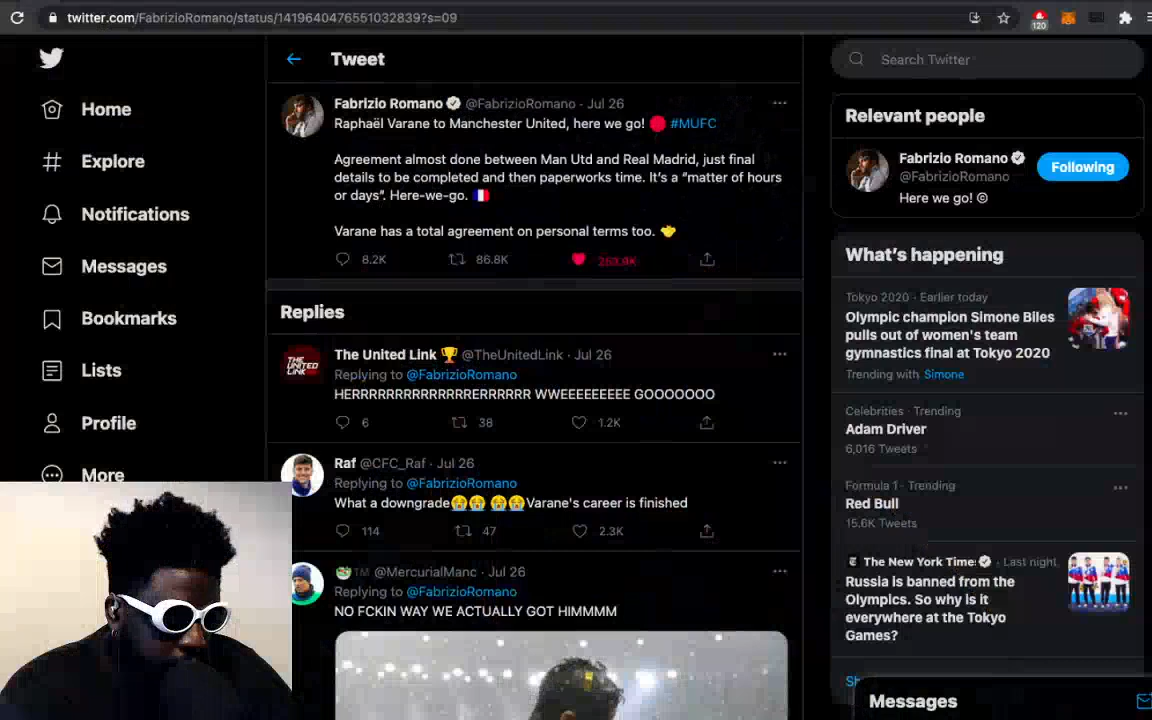 twitter.com/FabrizioRomano/status/1419640476551032839?s=09
120
Home
Explore
Notifications
Messages
Bookmarks
Lists
Profile
More
Tweet
Fabrizio Romano @FabrizioRomano · Jul 26
Raphaël Varane to Manchester United, here we go! 🔴 #MUFC
Agreement almost done between Man Utd and Real Madrid, just final
details to be completed and then paperworks time. It's a “matter of hours
or days”. Here-we-go. 🇫🇷
Varane has a total agreement on personal terms too.
8.2K 86.8K
Replies
The United Link 🏆 @TheUnitedLink · Jul 26
Replying to @FabrizioRomano
HERRRRRRRRRRRRRRERRRRRR WWEEEEEEEEE GOOOOOOO
6 38 1.2K
THE
UNITED
LINK
Raf @CFC_Raf · Jul 26
Replying to @FabrizioRomano
What a downgrade😭😭 😭😭Varane's career is finished
114 47 2.3K
TM @MercurialManc · Jul 26
Replying to @FabrizioRomano
NO FCKIN WAY WE ACTUALLY GOT HIMMMM
Search Twitter
Relevant people
Fabrizio Romano
@FabrizioRomano
Following
Here we go! ©
What's happening
Tokyo 2020 · Earlier today
Olympic champion Simone Biles
pulls out of women's team
gymnastics final at Tokyo 2020
Trending with Simone
Celebrities · Trending
Adam Driver
6,016 Tweets
Formula 1 · Trending
Red Bull
15.6K Tweets
The New York Times · Last night
Russia is banned from the
Olympics. So why is it
everywhere at the Tokyo
Games?
Sh
Messages